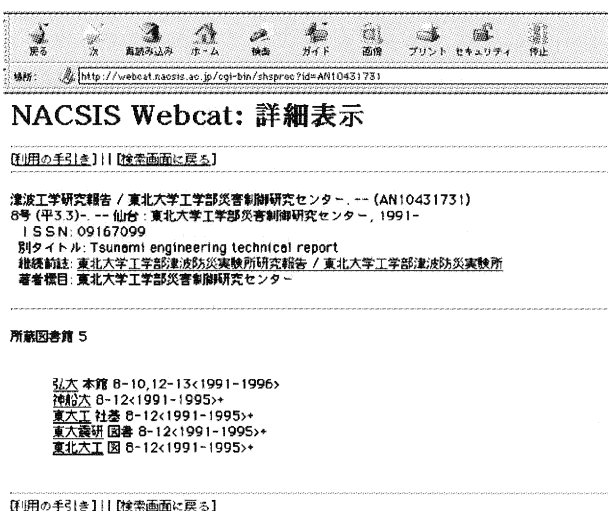 戻る 次 再読み込み ホーム 検索 ガイド 画像 プリント セキュリティ 停止
場所: http://webcat.nacsis.ac.jp/cgi-bin/shsproc?id=AN10431731
NACSIS Webcat: 詳細表示
[利用の手引き] || [検索画面に戻る]
津波工学研究報告 / 東北大学工学部災害制御研究センター. -- (AN10431731)
8号 (平3.3)-. -- 仙台 : 東北大学工学部災害制御研究センター, 1991-
ISSN: 09167099
別タイトル: Tsunami engineering technical report
継続前誌: 東北大学工学部津波防災実験所研究報告 / 東北大学工学部津波防災実験所
著者標目: 東北大学工学部災害制御研究センター
所蔵図書館 5
弘大 本館 8-10,12-13<1991-1996>
神船大 8-12<1991-1995>+
東大工 社基 8-12<1991-1995>+
東大震研 図書 8-12<1991-1995>+
東北大工 図 8-12<1991-1995>+
[利用の手引き] || [検索画面に戻る]